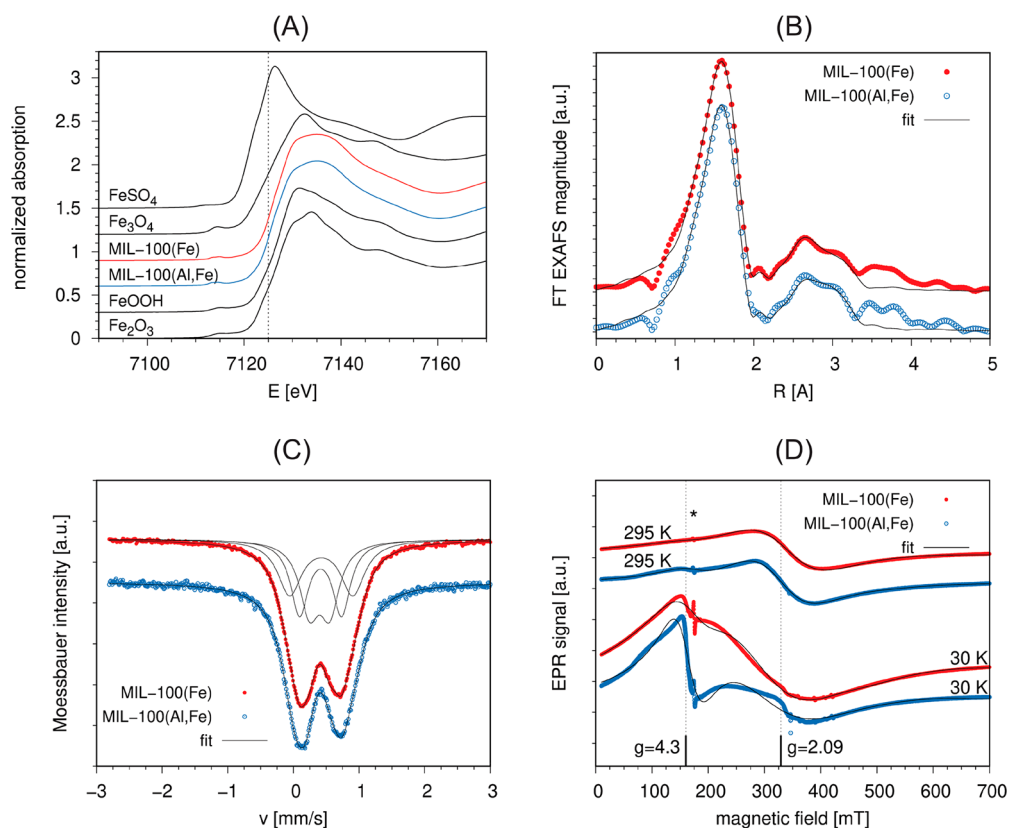 (A)
normalized absorption
3
2.5
2
1.5
1
0.5
0
FeSO4
Fe3O4
MIL−100(Fe)
MIL−100(Al,Fe)
FeOOH
Fe2O3
7100 7120 7140 7160
E [eV]
(B)
FT EXAFS magnitude [a.u.]
MIL−100(Fe)
MIL−100(Al,Fe)
fit
0 1 2 3 4 5
R [A]
(C)
Moessbauer intensity [a.u.]
MIL−100(Fe)
MIL−100(Al,Fe)
fit
−3 −2 −1 0 1 2 3
v [mm/s]
(D)
EPR signal [a.u.]
MIL−100(Fe)
MIL−100(Al,Fe)
fit
*
295 K
295 K
30 K
30 K
g=4.3 g=2.09
0 100 200 300 400 500 600 700
magnetic field [mT]